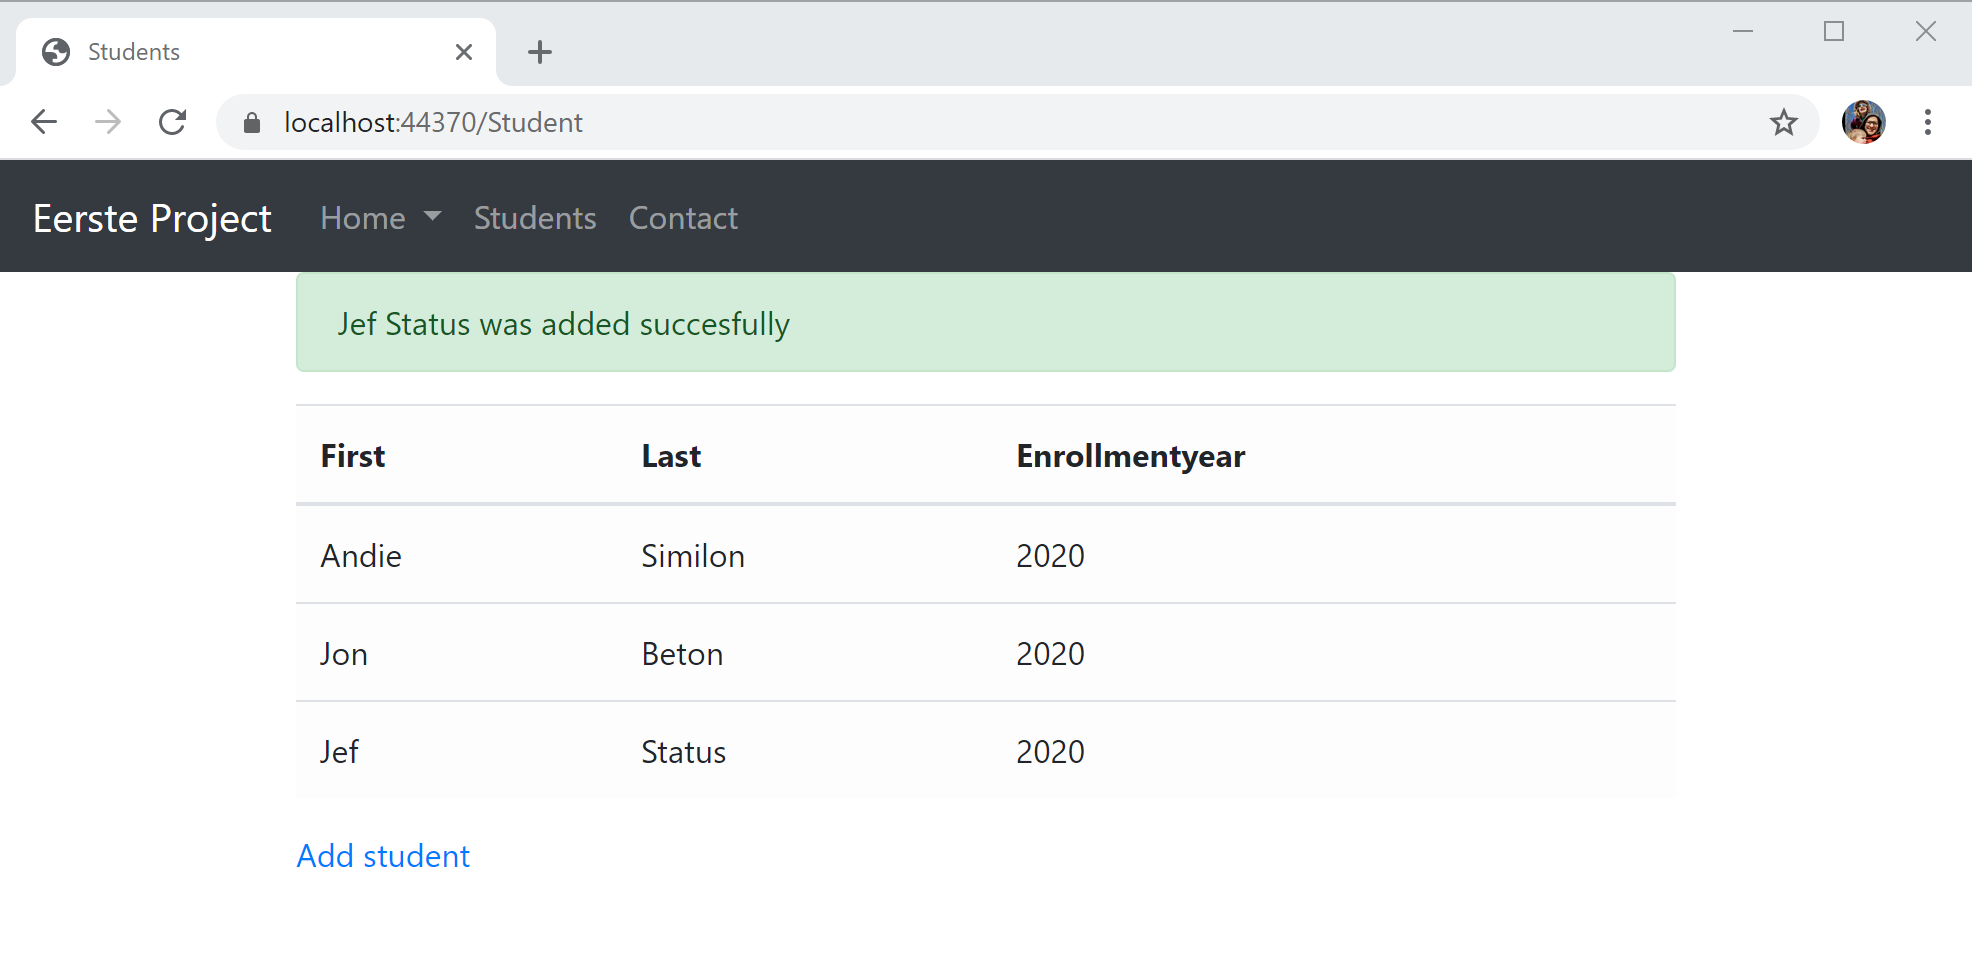 Students
localhost:44370/Student
Eerste Project Home Students Contact
Jef Status was added succesfully
First Last Enrollmentyear
Andie Similon 2020
Jon Beton 2020
Jef Status 2020
Add student